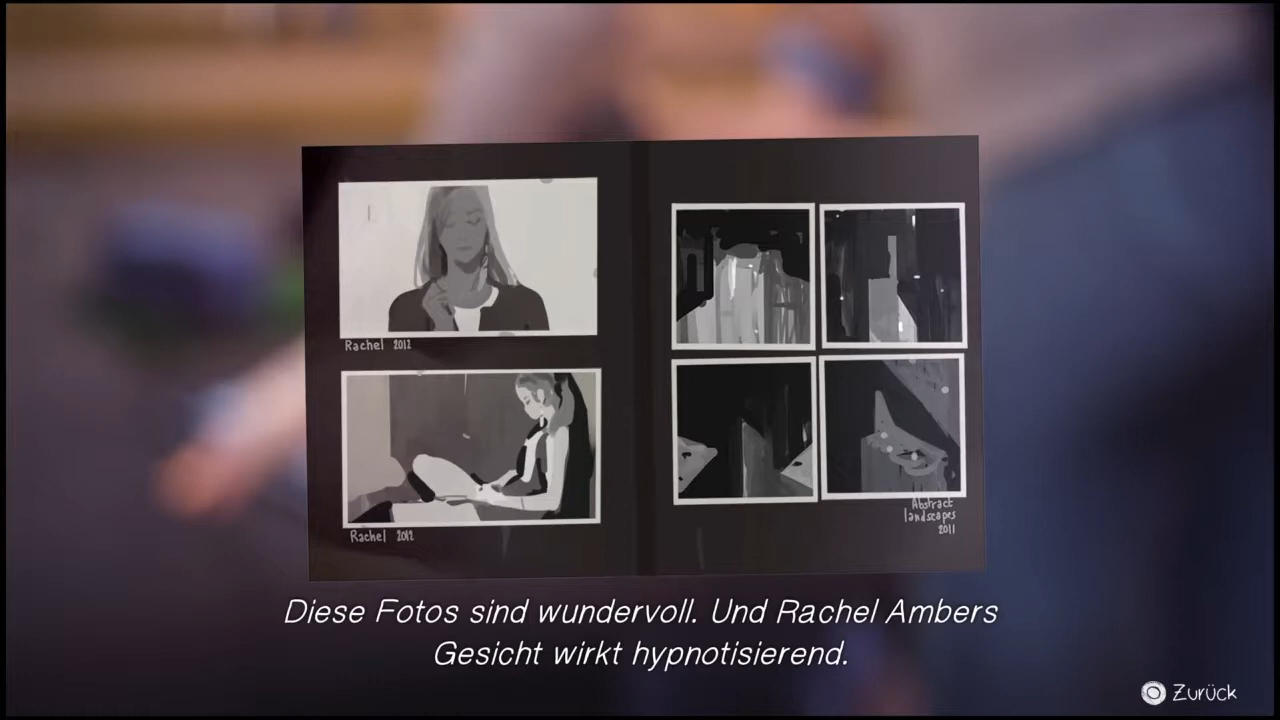 Rachel 2012
Rachel 2012
Abstract
landscapes
2011
Diese Fotos sind wundervoll. Und Rachel Ambers
Gesicht wirkt hypnotisierend.
Zurück